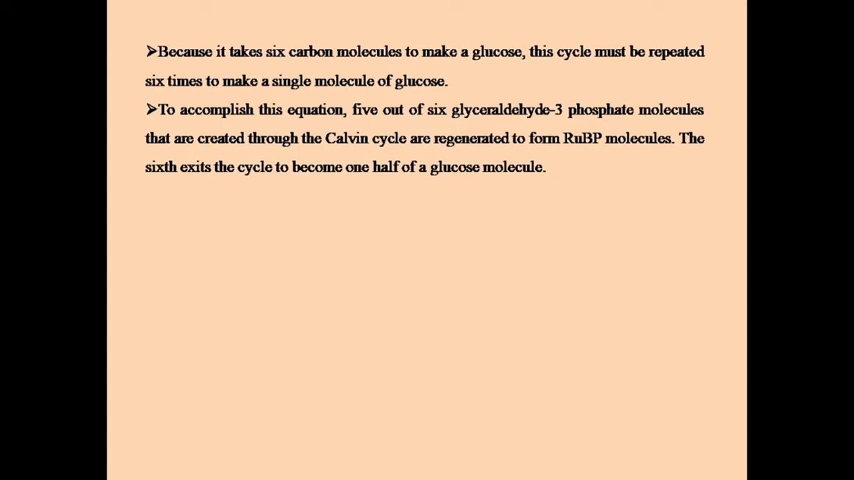 ➢Because it takes six carbon molecules to make a glucose, this cycle must be repeated
six times to make a single molecule of glucose.
➢To accomplish this equation, five out of six glyceraldehyde-3 phosphate molecules
that are created through the Calvin cycle are regenerated to form RuBP molecules. The
sixth exits the cycle to become one half of a glucose molecule.